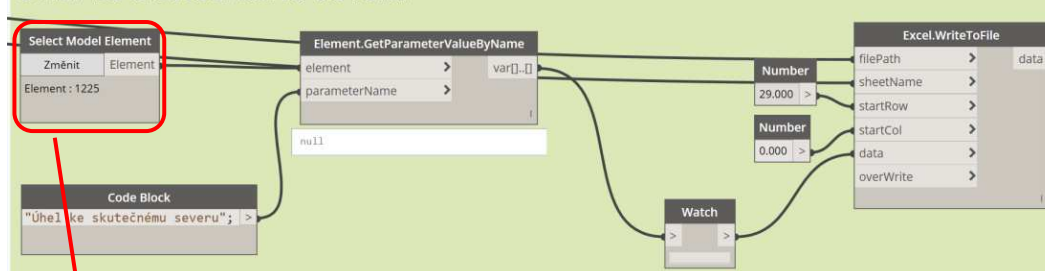 Select Model Element
Změnit
Element
Element : 1225
Element.GetParameterValueByName
element
>
var[]..[]
parameterName
>
null
Code Block
"Úhel ke skutečnému severu";
>
Number
29.000
>
Number
0.000
>
Watch
>
>
Excel.WriteToFile
filePath
>
data
sheetName
>
startRow
>
startCol
>
data
>
overWrite
>